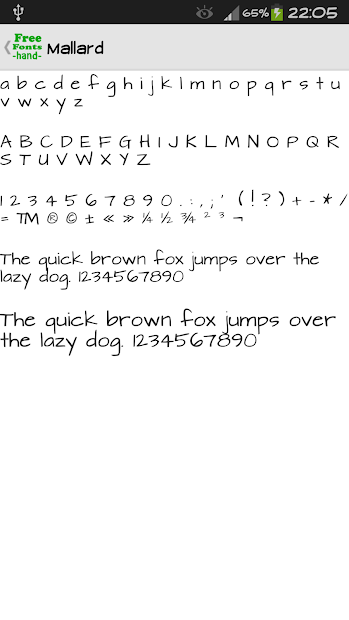 65% 22:05
Free
Fonts
-hand-
Mallard
a b c d e f g h i j k l m n o p q r s t u
v w x y z
A B C D E F G H I J K L M N O P Q R
S T U V W X Y Z
1 2 3 4 5 6 7 8 9 0 . : , ; ' ( ! ? ) + - * /
= ™ ® © ± « » ¼ ½ ¾ ² ³ ¬
The quick brown fox jumps over the
lazy dog. 1234567890
The quick brown fox jumps over
the lazy dog. 1234567890